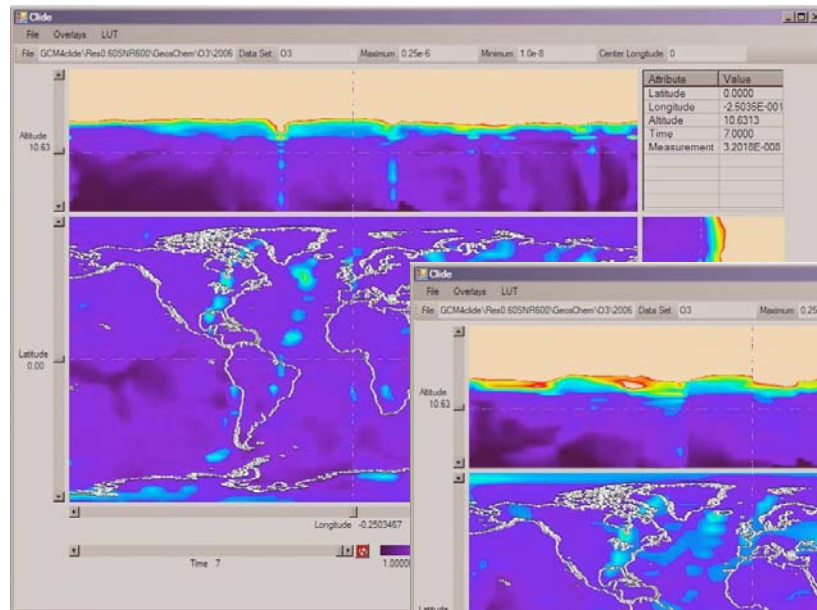 Clide
File Overlays LUT
File GCM4clide\Res0.60SNR600\GeosChem\O3\2006 Data Set O3 Maximum 0.25e-6 Minimum 1.0e-8 Center Longitude 0
Attribute Value
Latitude 0.0000
Longitude -2.5035E-001
Altitude 10.6313
Time 7.0000
Measurement 3.2018E-008
Altitude
10.63
Latitude
0.00
Longitude -0.2503467
Time 7
Clide
File Overlays LUT
File GCM4clide\Res0.60SNR600\GeosChem\O3\2006 Data Set O3 Maximum 0.25
Altitude
10.63
Latitude